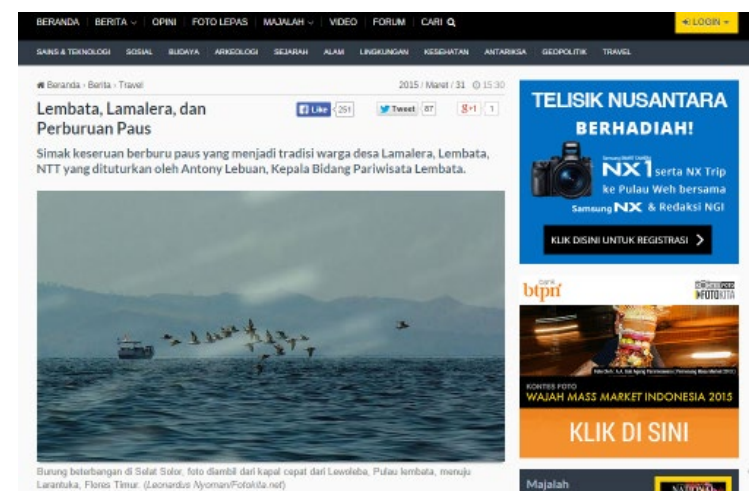 BERANDA BERITA OPINI FOTO LEPAS MAJALAH VIDEO FORUM CARI LOGIN
SAINS & TEKNOLOGI SOSIAL BUDAYA ARKEOLOGI SEJARAH ALAM LINGKUNGAN KESEHATAN ANTARIKSA GEOPOLITIK TRAVEL
Beranda › Berita › Travel 2015 / Maret / 31 15:30
Lembata, Lamalera, dan
Perburuan Paus
Like 251 Tweet 87 g+1 1
Simak keseruan berburu paus yang menjadi tradisi warga desa Lamalera, Lembata,
NTT yang dituturkan oleh Antony Lebuan, Kepala Bidang Pariwisata Lembata.
Burung beterbangan di Selat Solor, foto diambil dari kapal cepat dari Lewoleba, Pulau lembata, menuju
Larantuka, Flores Timur. (Leonardus Nyoman/Fotokita.net)
TELISIK NUSANTARA
BERHADIAH!
NX1 serta NX Trip
ke Pulau Weh bersama
Samsung NX & Redaksi NGI
KLIK DISINI UNTUK REGISTRASI
bank
btpn
FOTOKITA
KONTES FOTO
WAJAH MASS MARKET INDONESIA 2015
KLIK DI SINI
Majalah
NATIONAL